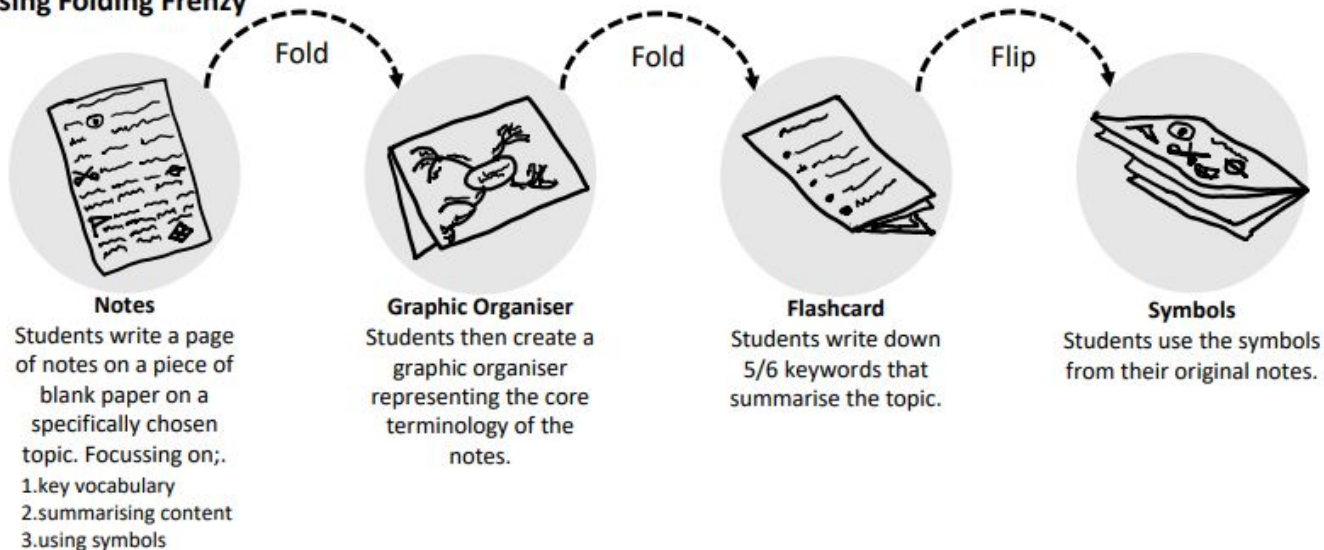 sing Folding Frenzy
Fold
Fold
Flip
Notes
Students write a page
of notes on a piece of
blank paper on a
specifically chosen
topic. Focussing on;.
1.key vocabulary
2.summarising content
3.using symbols
Graphic Organiser
Students then create a
graphic organiser
representing the core
terminology of the
notes.
Flashcard
Students write down
5/6 keywords that
summarise the topic.
Symbols
Students use the symbols
from their original notes.